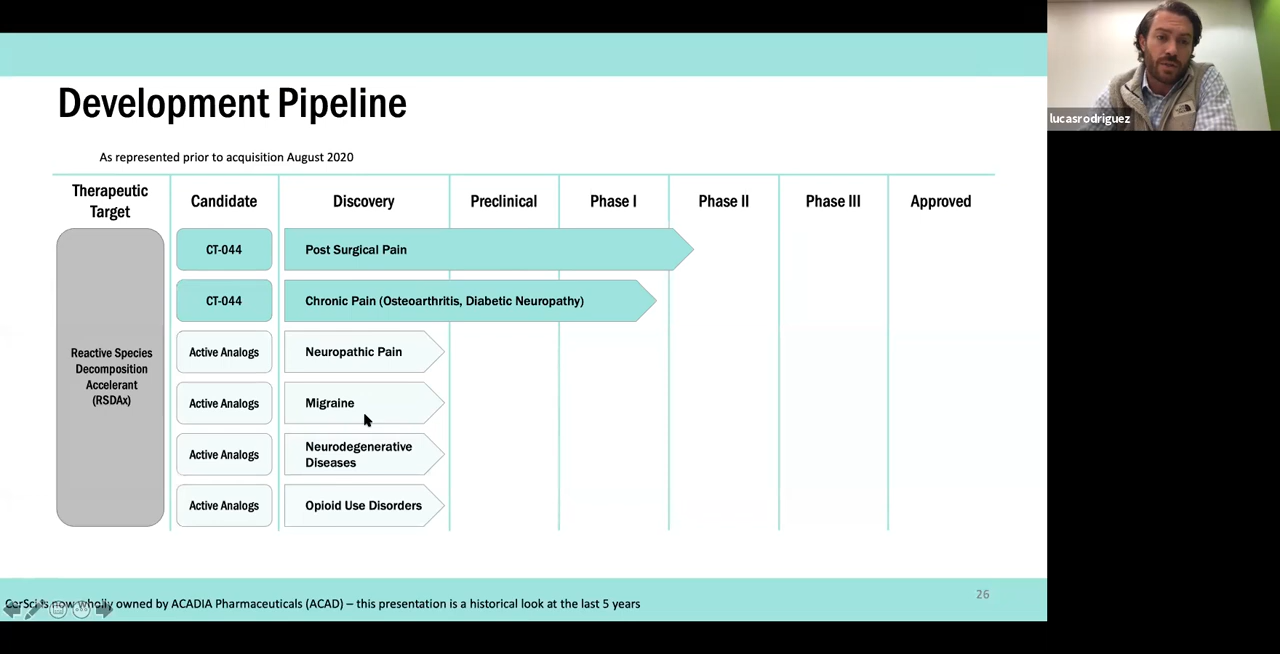 Development Pipeline
As represented prior to acquisition August 2020
Therapeutic
Target
Candidate
Discovery
Preclinical
Phase I
Phase II
Phase III
Approved
Reactive Species
Decomposition
Accelerant
(RSDAx)
CT-044
Post Surgical Pain
CT-044
Chronic Pain (Osteoarthritis, Diabetic Neuropathy)
Active Analogs
Neuropathic Pain
Active Analogs
Migraine
Active Analogs
Neurodegenerative
Diseases
Active Analogs
Opioid Use Disorders
CerSci is now wholly owned by ACADIA Pharmaceuticals (ACAD) – this presentation is a historical look at the last 5 years
26
lucasrodriguez